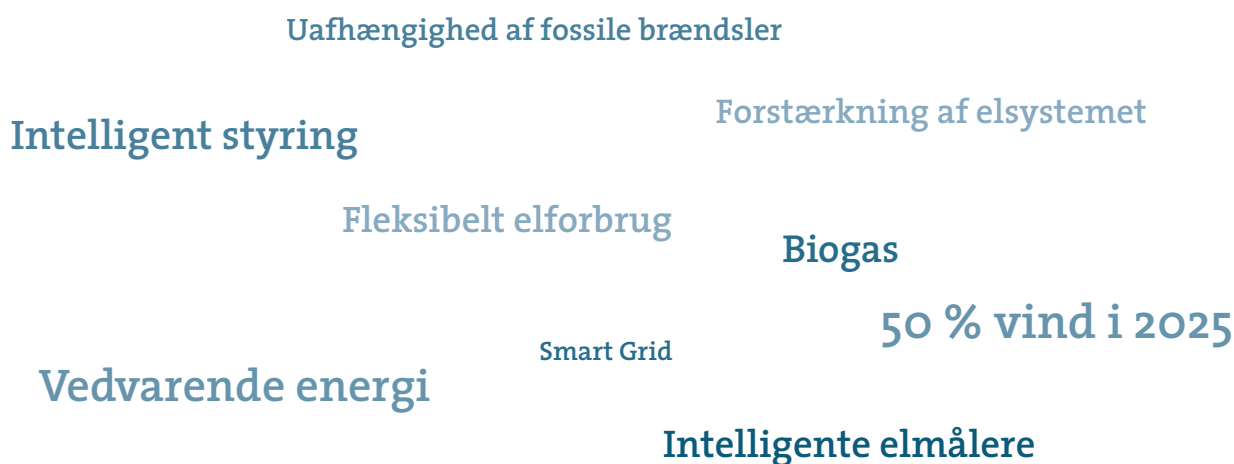 Uafhængighed af fossile brændsler
Forstærkning af elsystemet
Intelligent styring
Fleksibelt elforbrug
Biogas
50 % vind i 2025
Smart Grid
Vedvarende energi
Intelligente elmålere